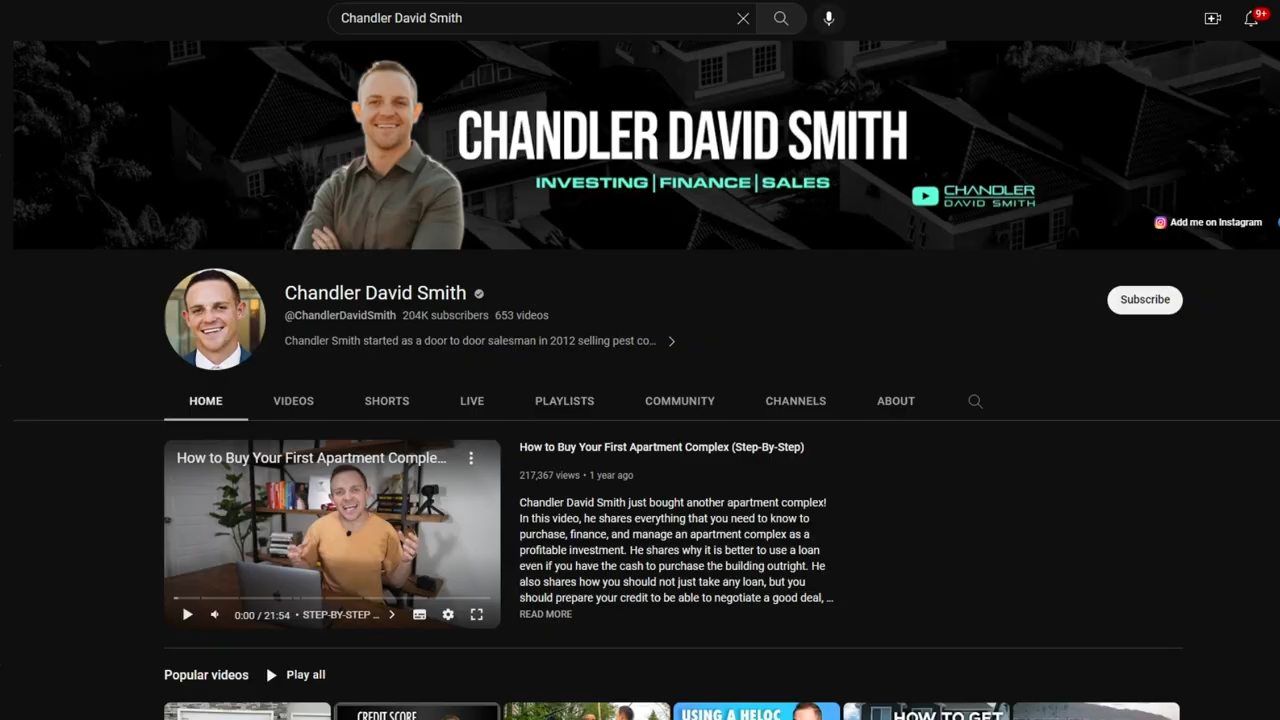 Chandler David Smith
9+
CHANDLER DAVID SMITH
INVESTING | FINANCE | SALES
CHANDLER
DAVID SMITH
Add me on Instagram
Chandler David Smith
@ChandlerDavidSmith 204K subscribers 653 videos
Chandler Smith started as a door to door salesman in 2012 selling pest co...
Subscribe
HOME VIDEOS SHORTS LIVE PLAYLISTS COMMUNITY CHANNELS ABOUT
How to Buy Your First Apartment Comple...
0:00 / 21:54 • STEP-BY-STEP ...
How to Buy Your First Apartment Complex (Step-By-Step)
217,367 views • 1 year ago
Chandler David Smith just bought another apartment complex!
In this video, he shares everything that you need to know to
purchase, finance, and manage an apartment complex as a
profitable investment. He shares why it is better to use a loan
even if you have the cash to purchase the building outright. He
also shares how you should not just take any loan, but you
should prepare your credit to be able to negotiate a good deal, ...
READ MORE
Popular videos Play all
CREDIT SCORE
USING A HELOC
HOW TO GET